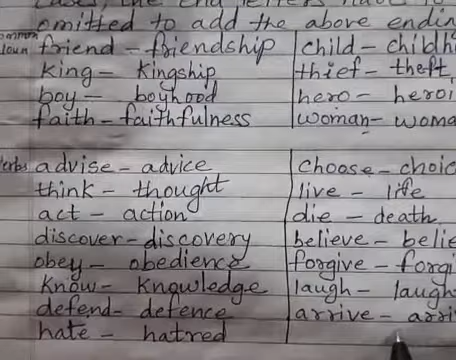 omitted to add the above endin
common noun friend – friendship | child – childh
king – kingship | thief – theft
boy – boyhood | hero – heroi
faith – faithfulness | woman – woma
verbs advise – advice | choose – choic
think – thought | live – life
act – action | die – death
discover – discovery | believe – belie
obey – obedience | forgive – forgi
know – knowledge | laugh – laugh
defend – defence | arrive – arri
hate – hatred